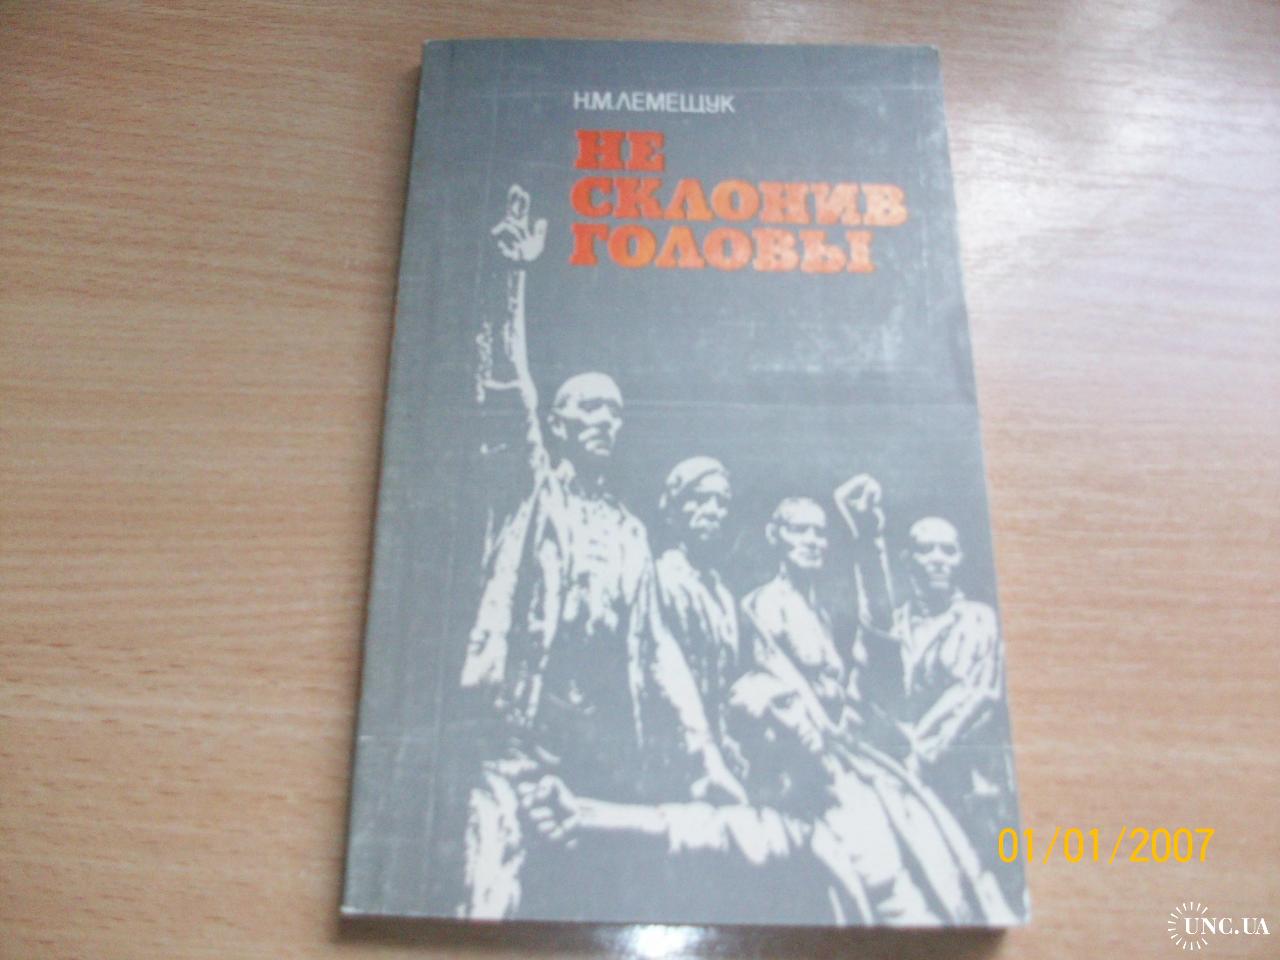 Н.М.ЛЕМЕЩУК
НЕ
СКЛОНИВ
ГОЛОВЫ
01/01/2007
UNC.UA